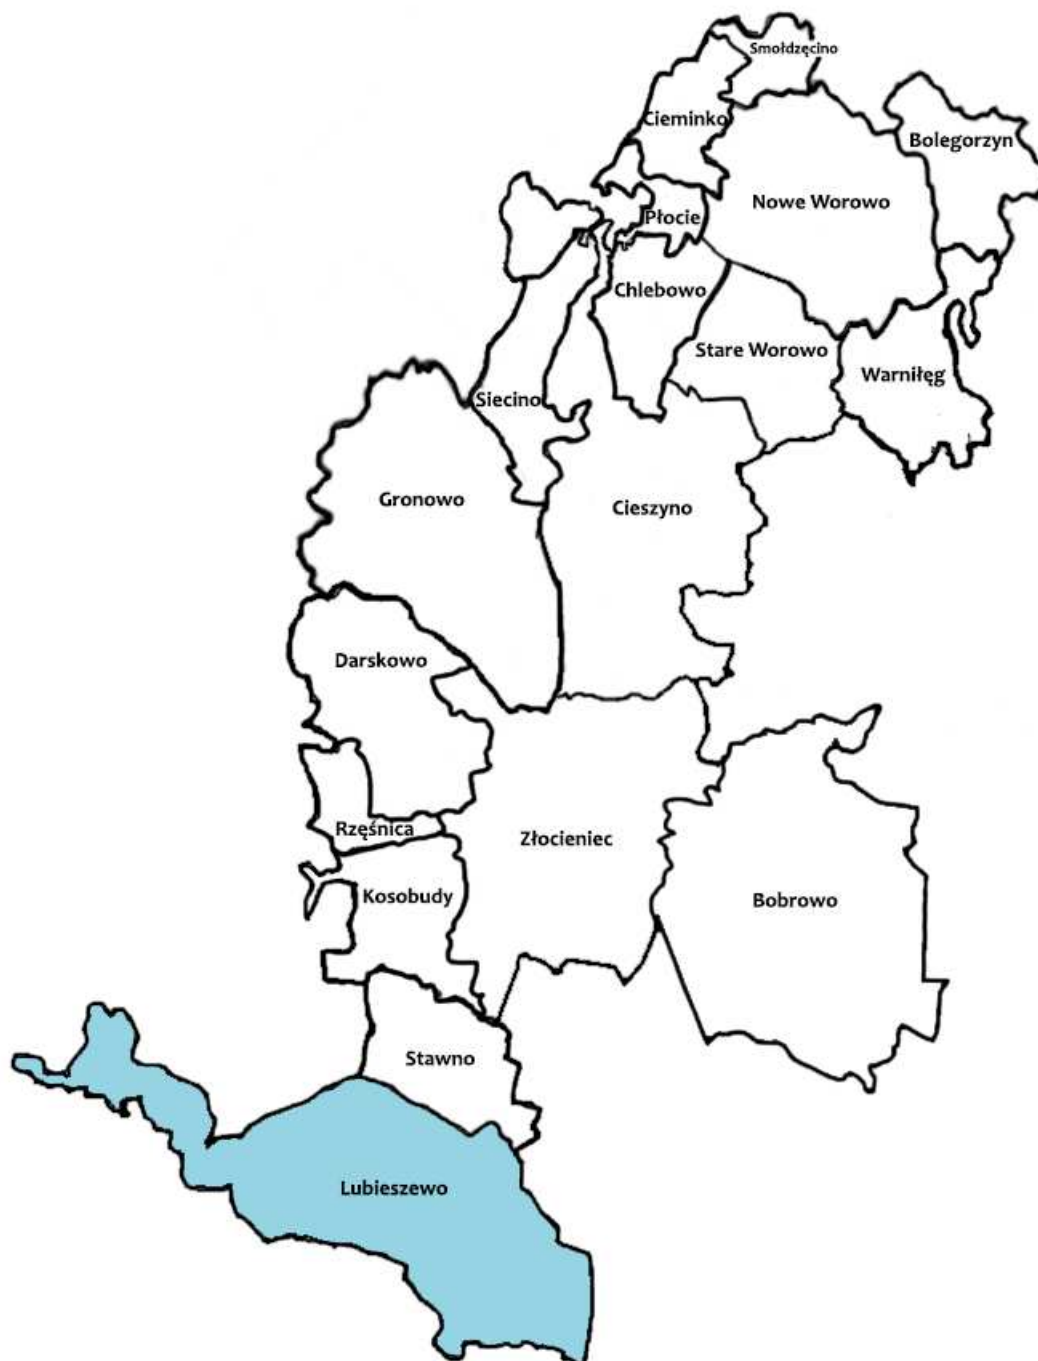 Smołdzęcino
Cieminko
Bolegorzyn
Nowe Worowo
Płocie
Chlebowo
Stare Worowo
Warniłęg
Siecino
Gronowo
Cieszyno
Darskowo
Rzęśnica
Złocieniec
Kosobudy
Bobrowo
Stawno
Lubieszewo